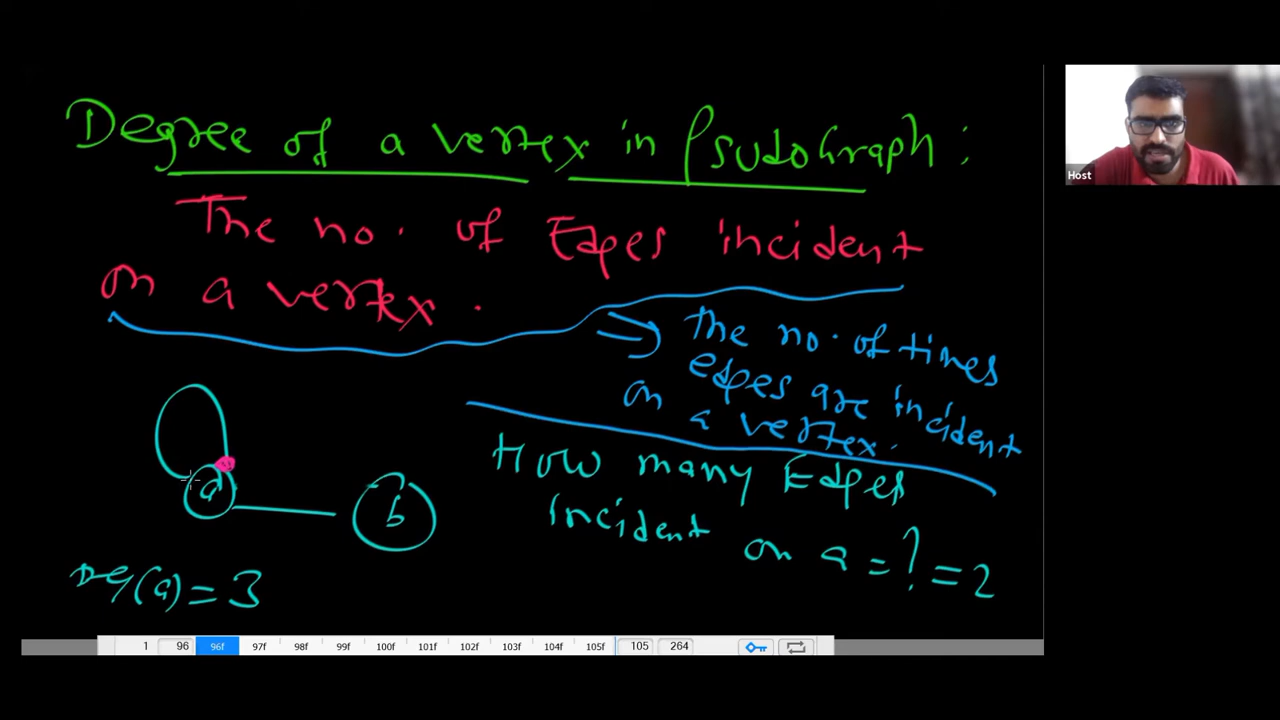 Degree of a vertex in PsudoGraph :
Host
The no. of Edges incident
on a vertex.
=> The no. of times
edges are incident
on a vertex.
How many Edges
incident on a = ? = 2
a
b
Deg(a) = 3
1 96 96f 97f 98f 99f 100f 101f 102f 103f 104f 105f 105 264